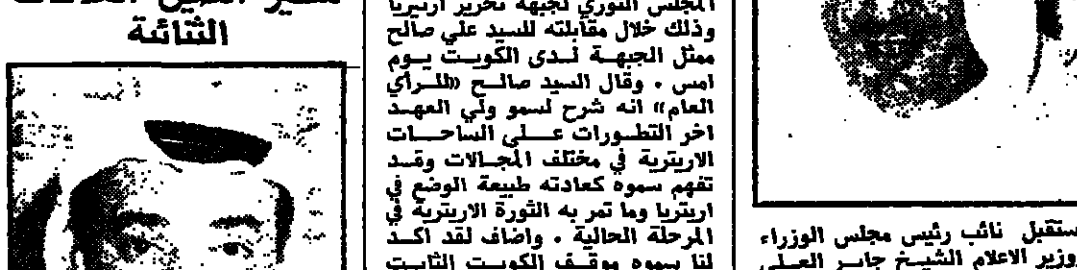 ستقبل نائب رئيس مجلس الوزراء
وزير الاعلام الشيخ جابر العلي
المجلس الثوري لجبهة تحرير ارتيريا
وذلك خلال مقابلته للسيد علي صالح
ممثل الجبهة لدى الكويت يوم
امس . وقال السيد صالح «للرأي
العام» انه شرح لسمو ولي العهد
اخر التطورات على الساحات
الاريترية في مختلف المجالات وقد
تفهم سموه كعادته طبيعة الوضع في
اريتريا وما تمر به الثورة الاريترية في
المرحلة الحالية . واضاف لقد اكد
لنا سموه موقف الكويت الثابت
الثنائية